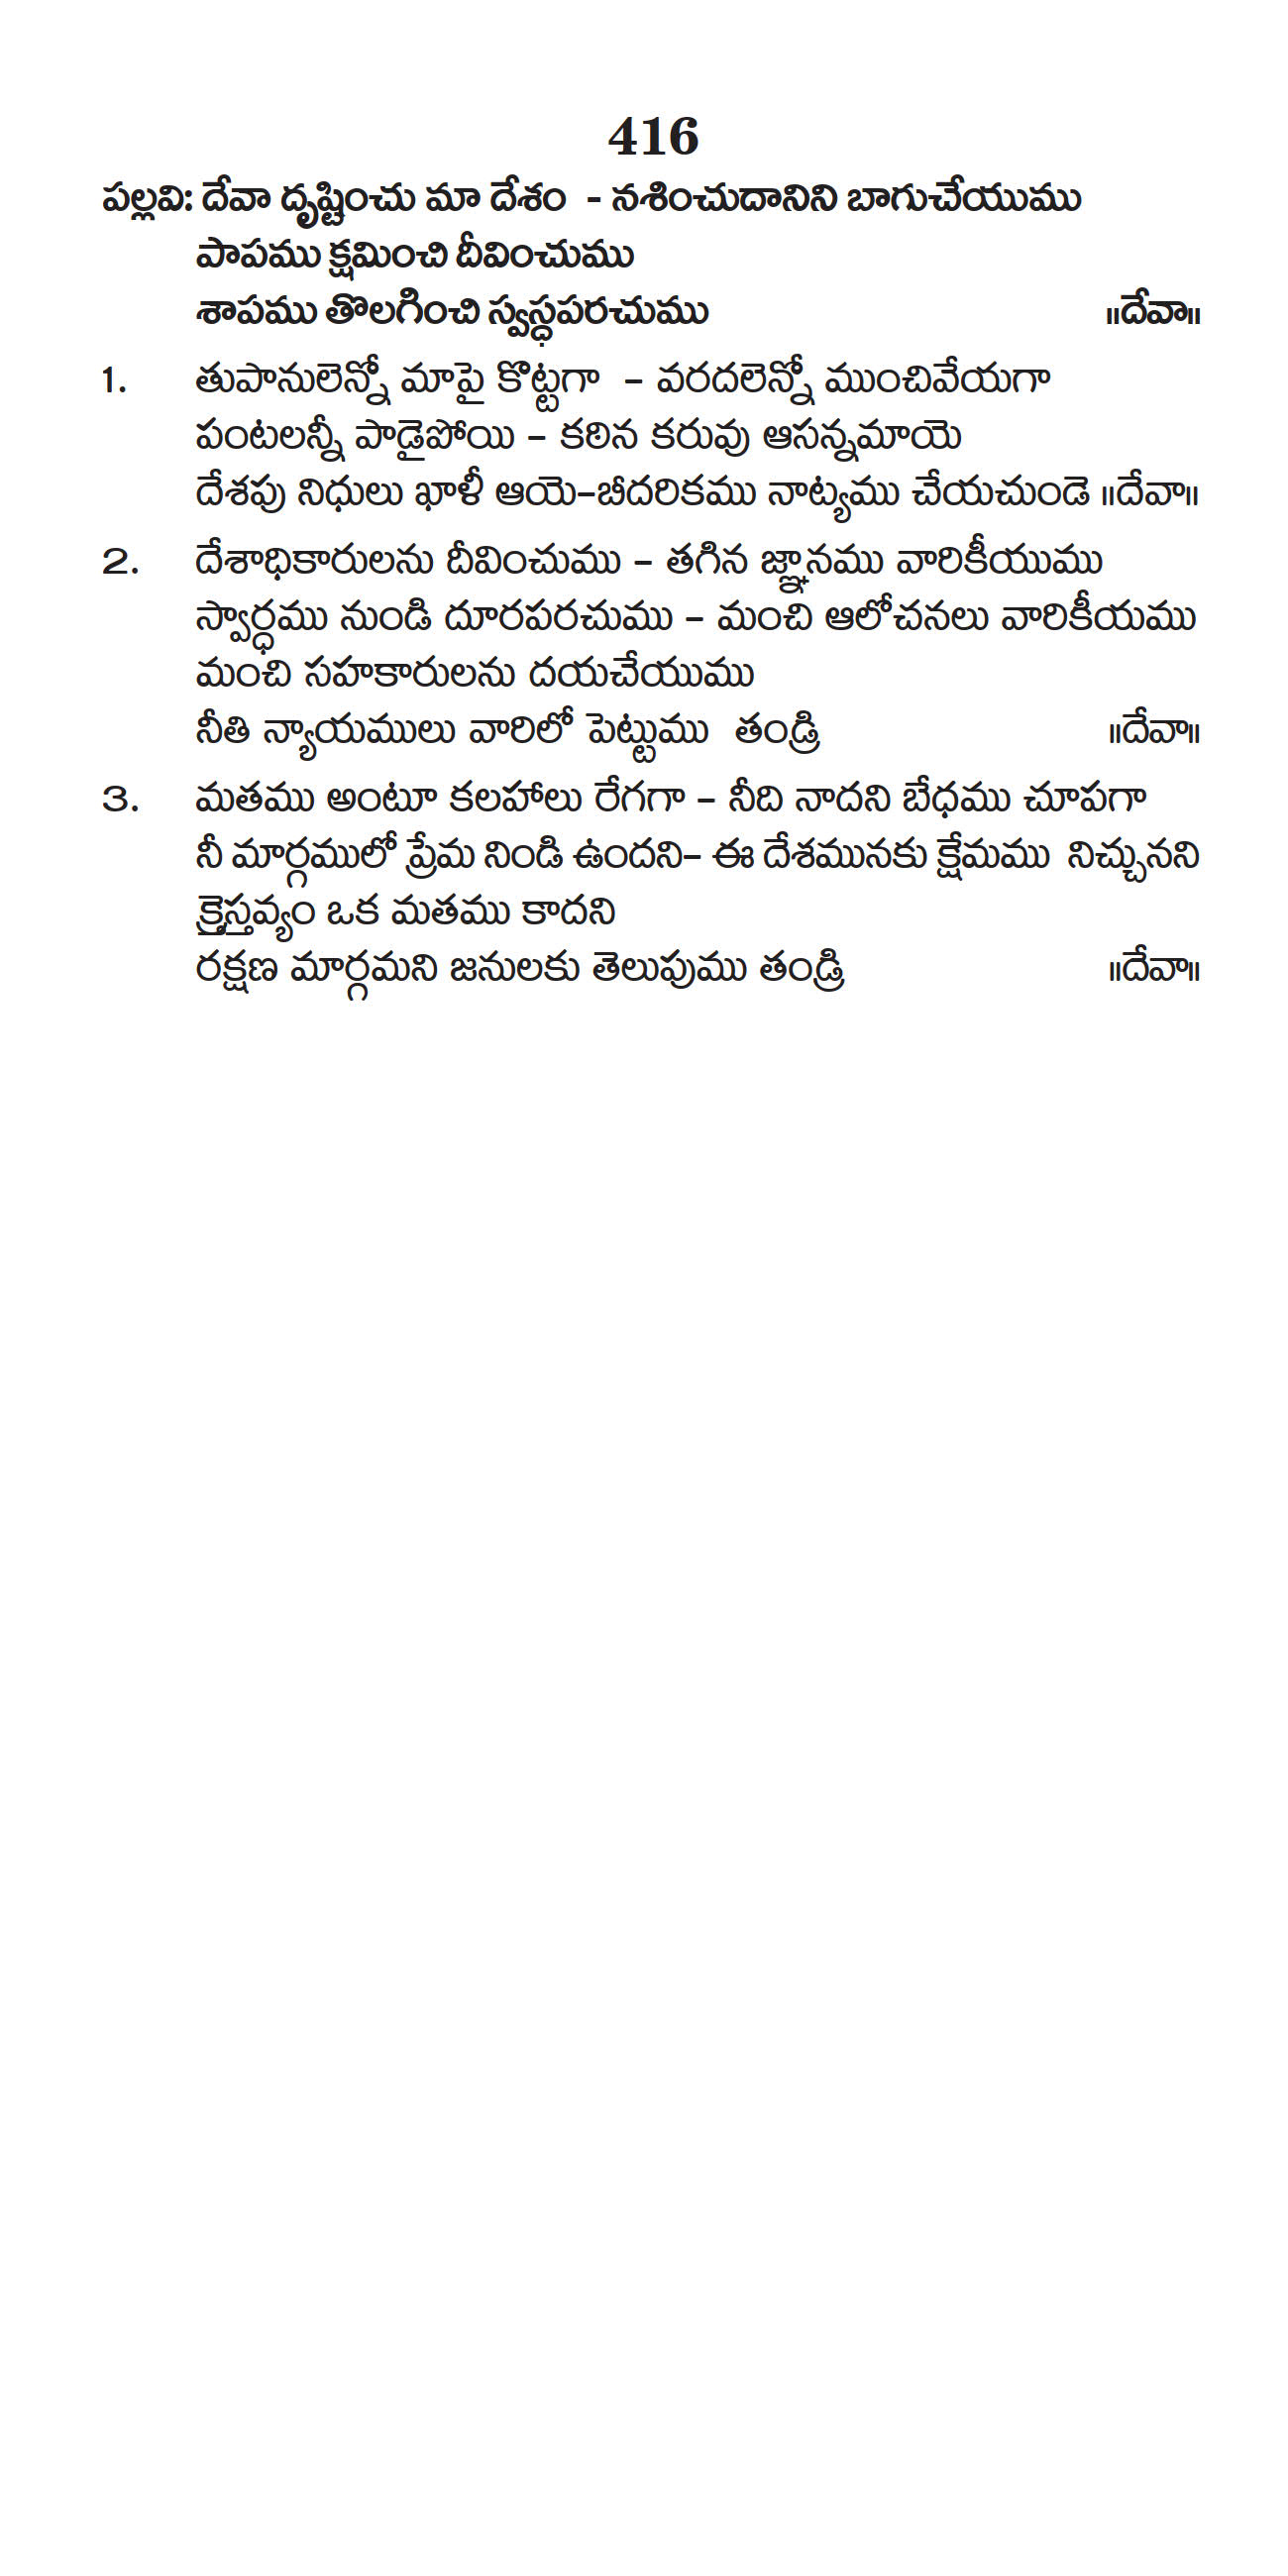 416
పల్లవి: దేవా దృష్టించు మా దేశం - నశించుదానిని బాగుచేయుము
పాపము క్షమించి దీవించుము
శాపము తొలగించి స్వస్ధపరచుము ॥దేవా॥
1. తుపానులెన్నో మాపై కొట్టగా - వరదలెన్నో ముంచివేయగా
పంటలన్నీ పాడైపోయి - కఠిన కరువు ఆసన్నమాయె
దేశపు నిధులు ఖాళీ ఆయె-బీదరికము నాట్యము చేయచుండె ॥దేవా॥
2. దేశాధికారులను దీవించుము - తగిన జ్ఞానము వారికీయుము
స్వార్ధము నుండి దూరపరచుము - మంచి ఆలోచనలు వారికీయము
మంచి సహకారులను దయచేయుము
నీతి న్యాయములు వారిలో పెట్టుము తండ్రి ॥దేవా॥
3. మతము అంటూ కలహాలు రేగగా - నీది నాదని బేధము చూపగా
నీ మార్గములో ప్రేమ నిండి ఉందని- ఈ దేశమునకు క్షేమము నిచ్చునని
క్రైస్తవ్యం ఒక మతము కాదని
రక్షణ మార్గమని జనులకు తెలుపుము తండ్రి ॥దేవా॥